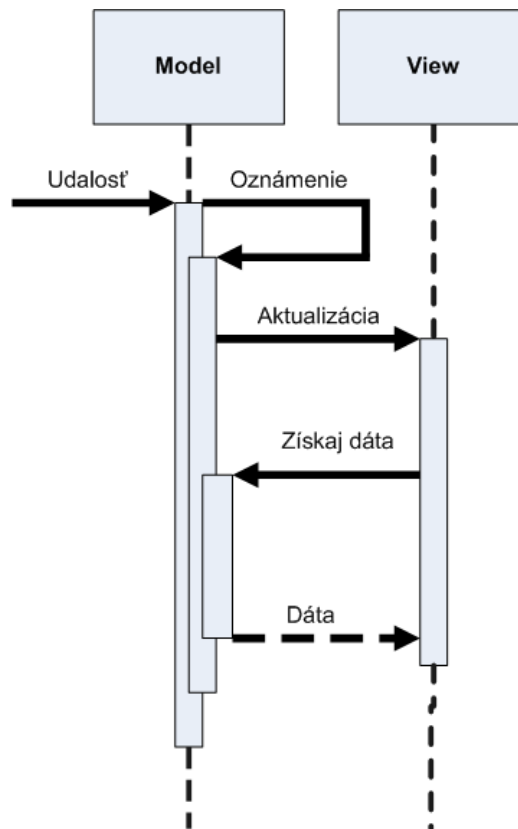 Model
View
Udalosť
Oznámenie
Aktualizácia
Získaj dáta
Dáta